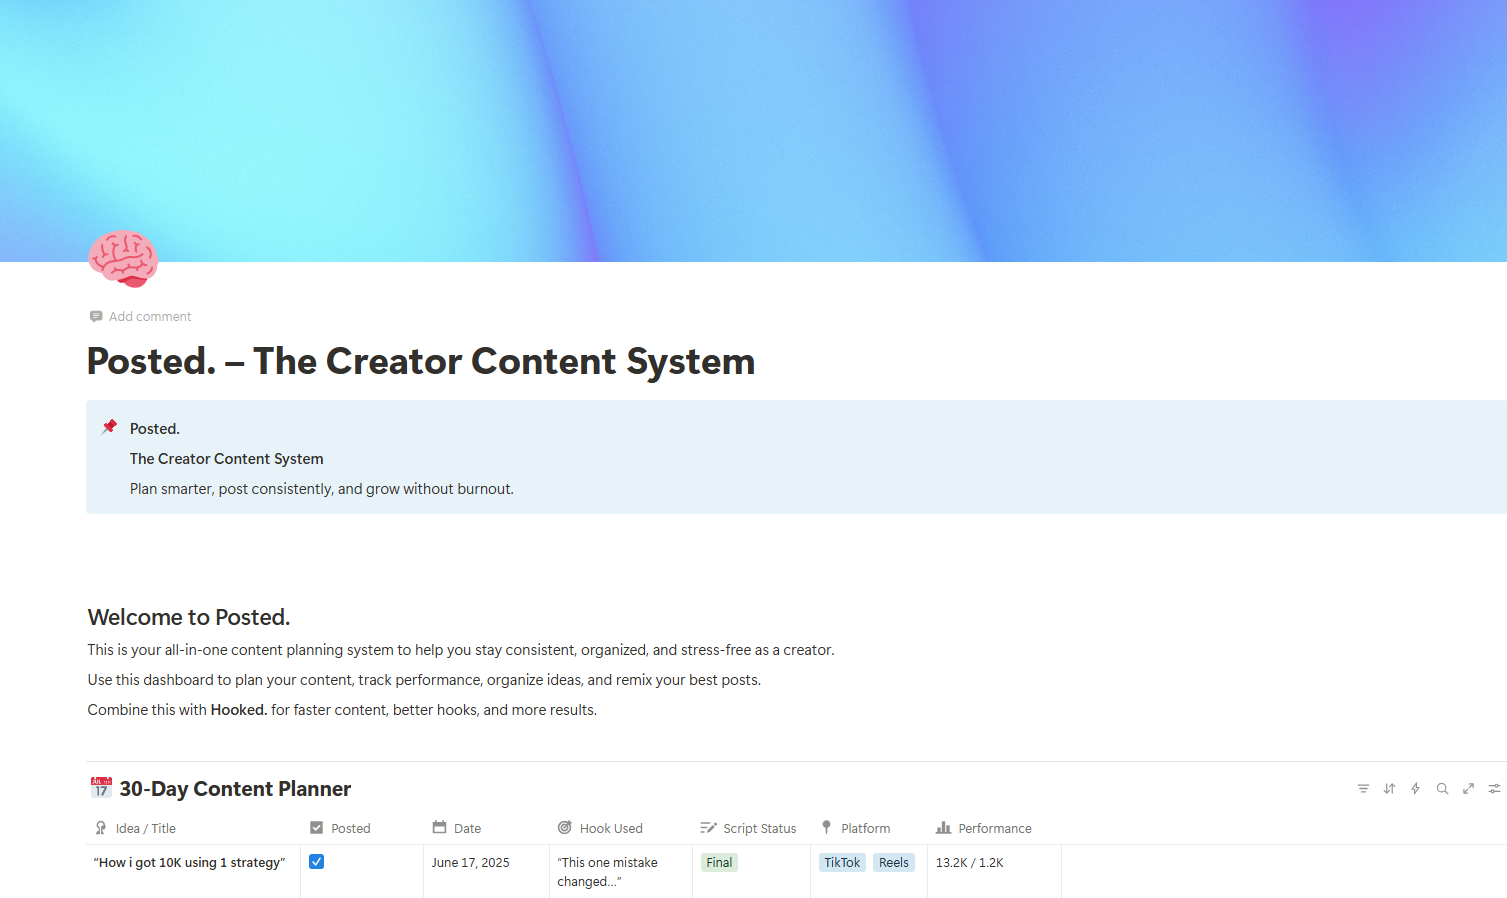 Add comment
Posted. – The Creator Content System
Posted.
The Creator Content System
Plan smarter, post consistently, and grow without burnout.
Welcome to Posted.
This is your all-in-one content planning system to help you stay consistent, organized, and stress-free as a creator.
Use this dashboard to plan your content, track performance, organize ideas, and remix your best posts.
Combine this with Hooked. for faster content, better hooks, and more results.
JUL
17
30-Day Content Planner
Idea / Title Posted Date Hook Used Script Status Platform Performance
“How i got 10K using 1 strategy” June 17, 2025 “This one mistake Final TikTok Reels 13.2K / 1.2K
changed…”